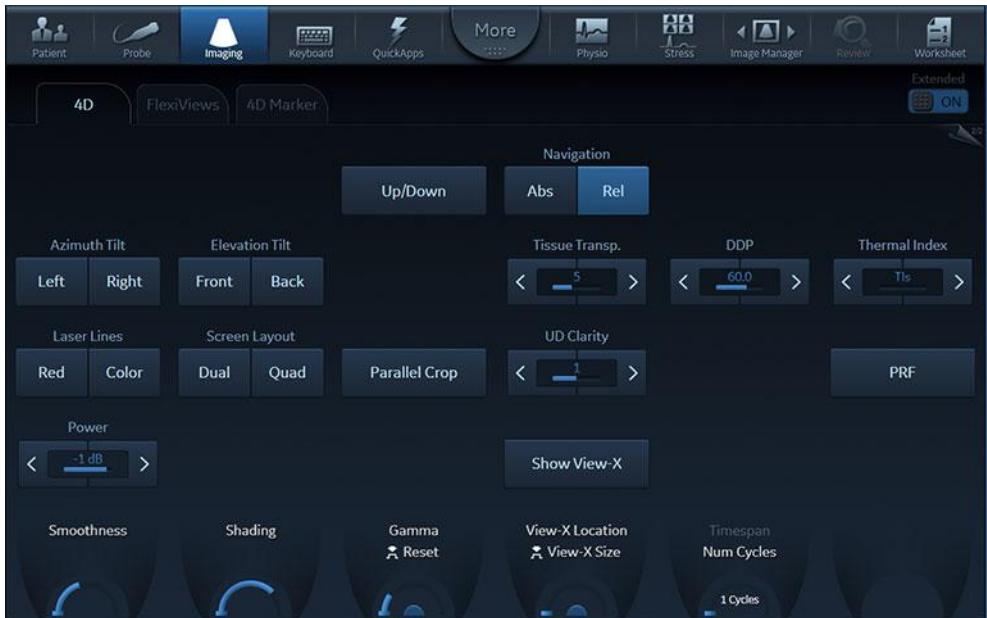 Patient
Probe
Imaging
Keyboard
QuickApps
More
Physio
Stress
Image Manager
Review
Worksheet
4D
FlexiViews
4D Marker
Extended
ON
2/2
Navigation
Up/Down
Abs
Rel
Azimuth Tilt
Elevation Tilt
Tissue Transp.
DDP
Thermal Index
Left
Right
Front
Back
5
60.0
TIs
Laser Lines
Screen Layout
UD Clarity
Red
Color
Dual
Quad
Parallel Crop
1
PRF
Power
-1 dB
Show View-X
Smoothness
Shading
Gamma
Reset
View-X Location
View-X Size
Timespan
Num Cycles
1 Cycles